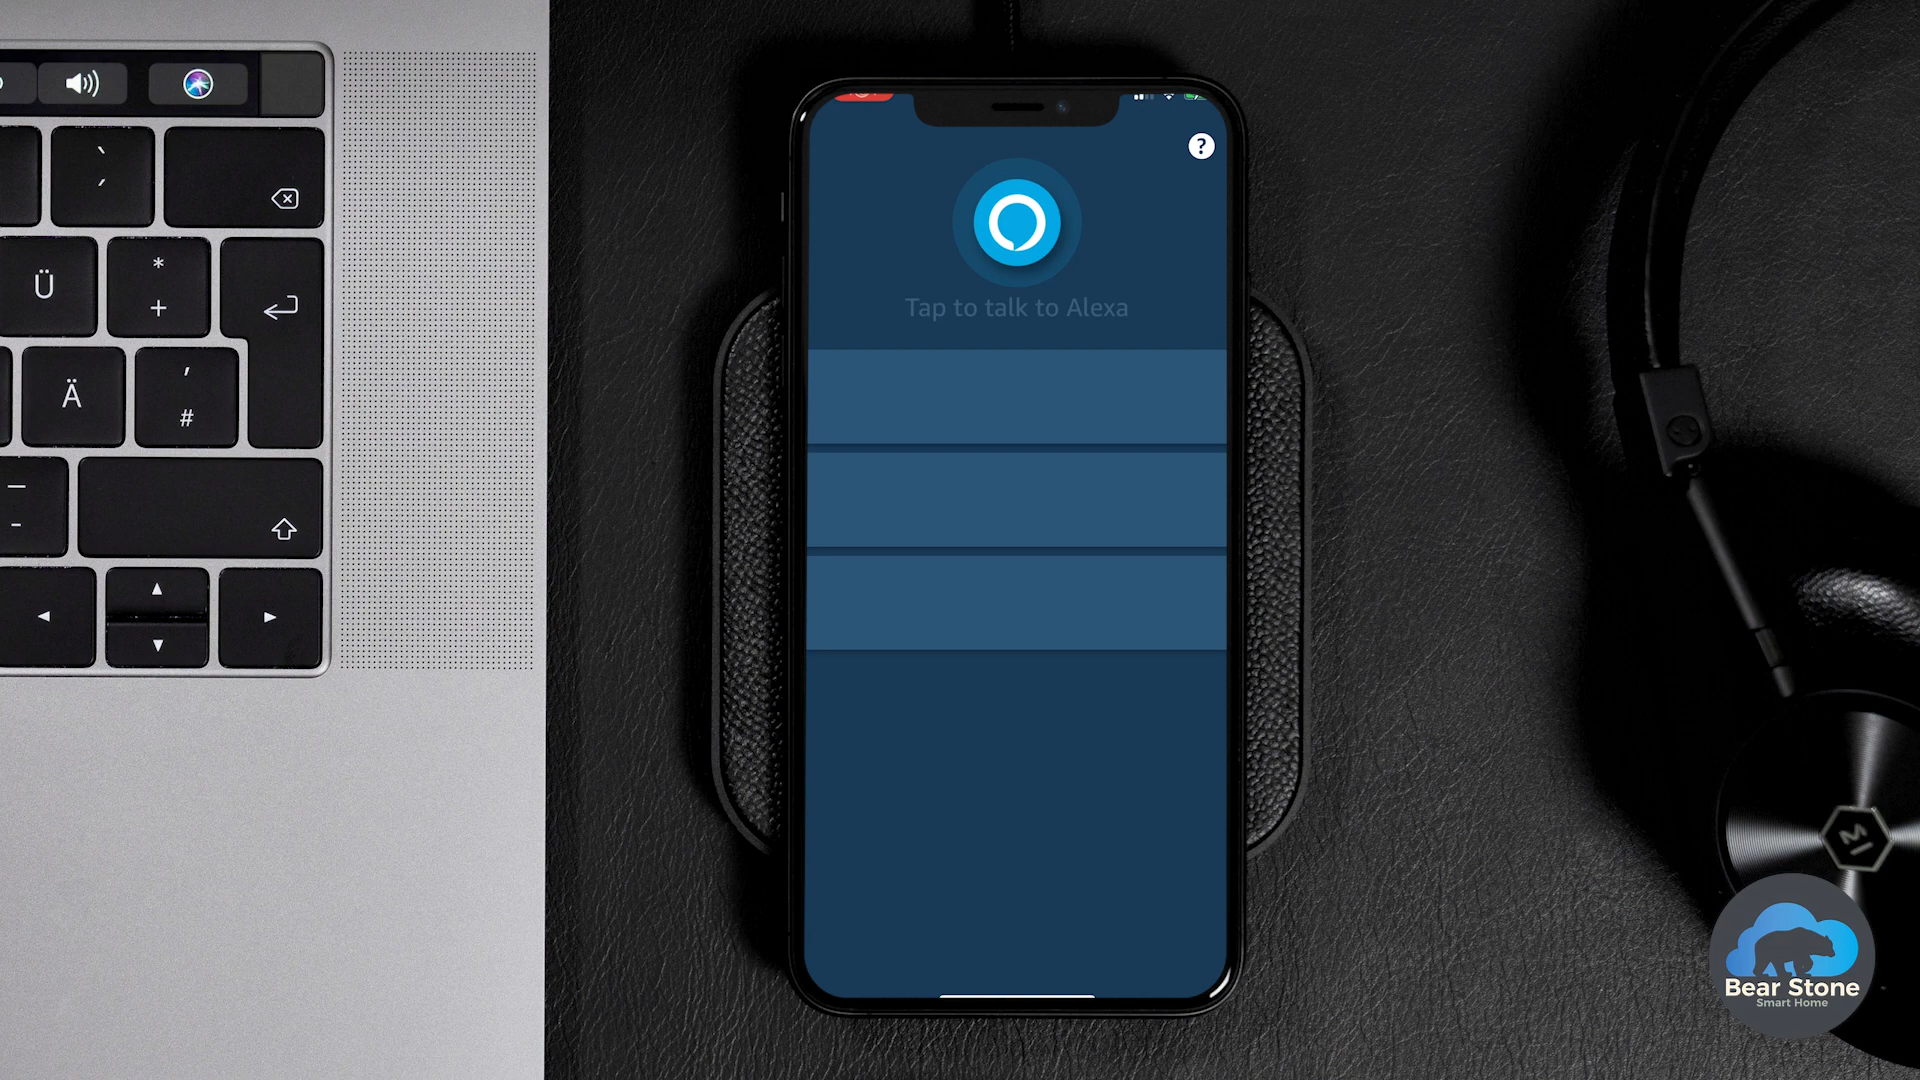 Ü
*
+
Ä
'
#
?
Tap to talk to Alexa
Bear Stone
Smart Home